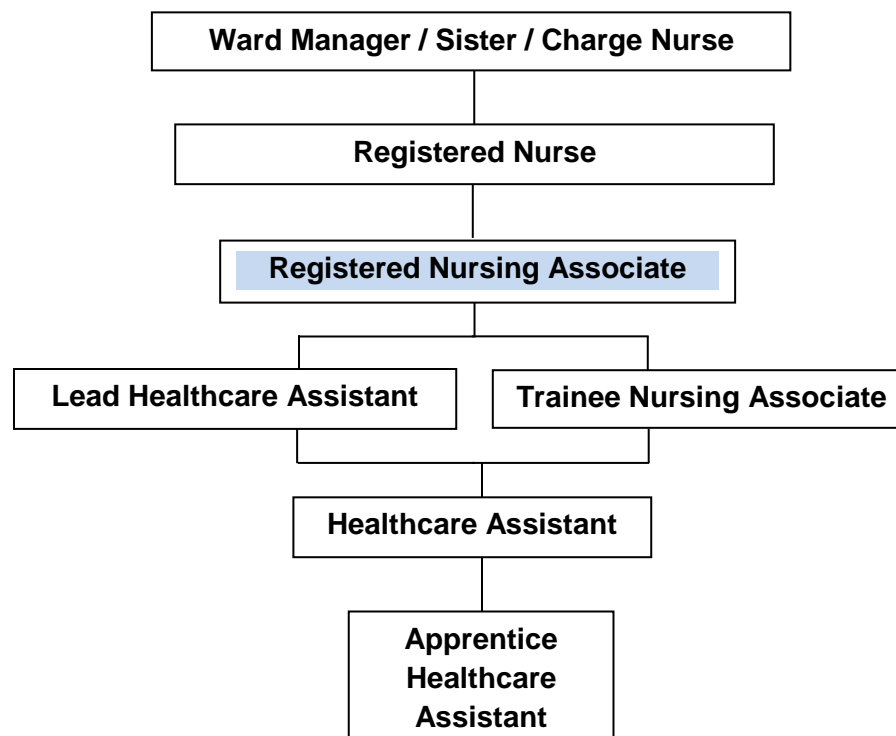 Ward Manager / Sister / Charge Nurse
Registered Nurse
Registered Nursing Associate
Lead Healthcare Assistant
Trainee Nursing Associate
Healthcare Assistant
Apprentice
Healthcare
Assistant